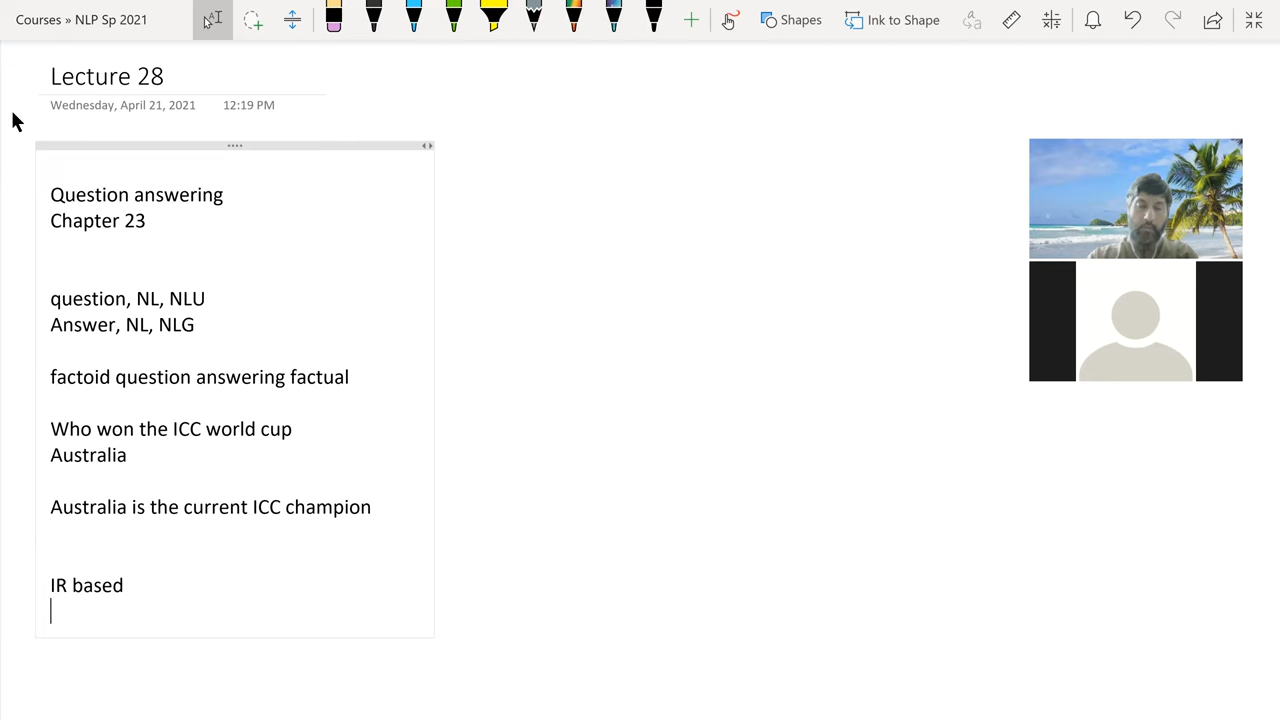 Courses » NLP Sp 2021
Shapes
Ink to Shape
Lecture 28
Wednesday, April 21, 2021 12:19 PM
Question answering
Chapter 23
question, NL, NLU
Answer, NL, NLG
factoid question answering factual
Who won the ICC world cup
Australia
Australia is the current ICC champion
IR based